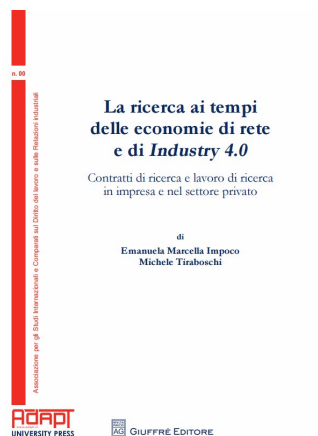 n. 00
Associazione per gli Studi Internazionali e Comparati sul Diritto del lavoro e sulle Relazioni industriali
La ricerca ai tempi
delle economie di rete
e di Industry 4.0
Contratti di ricerca e lavoro di ricerca
in impresa e nel settore privato
di
Emanuela Marcella Impoco
Michele Tiraboschi
ADAPT
UNIVERSITY PRESS
AG GIUFFRÈ EDITORE